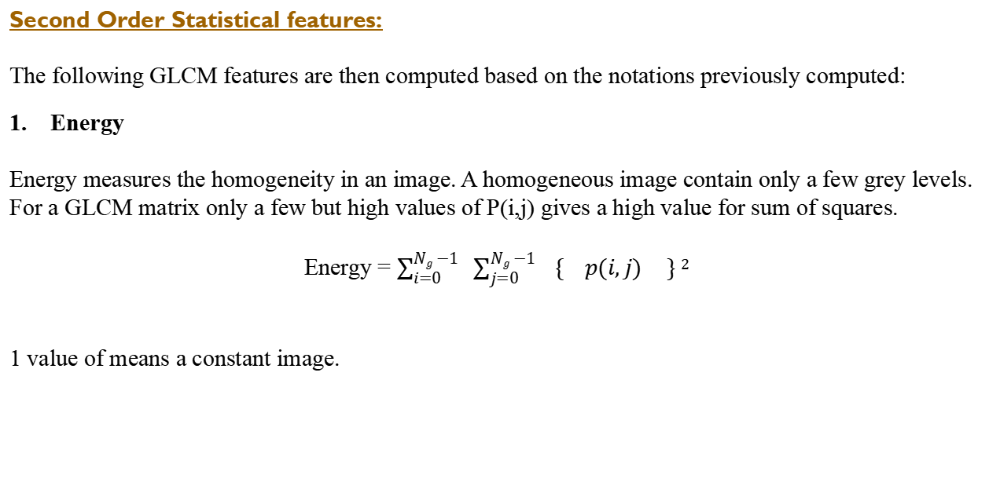 Second Order Statistical features:
The following GLCM features are then computed based on the notations previously computed:
1. Energy
Energy measures the homogeneity in an image. A homogeneous image contain only a few grey levels.
For a GLCM matrix only a few but high values of P(i,j) gives a high value for sum of squares.
Energy = ∑_{i=0}^{N_g−1} ∑_{j=0}^{N_g−1} { p(i,j) }²
1 value of means a constant image.